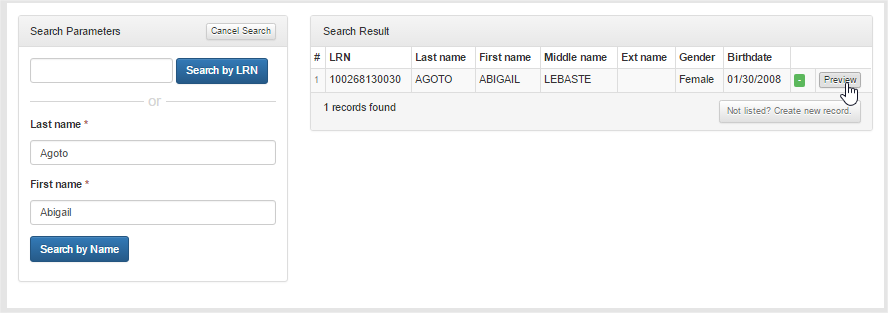 Search Parameters
Cancel Search
Search by LRN
or
Last name *
Agoto
First name *
Abigail
Search by Name
Search Result
# LRN Last name First name Middle name Ext name Gender Birthdate
1 100268130030 AGOTO ABIGAIL LEBASTE Female 01/30/2008 - Preview
1 records found
Not listed? Create new record.